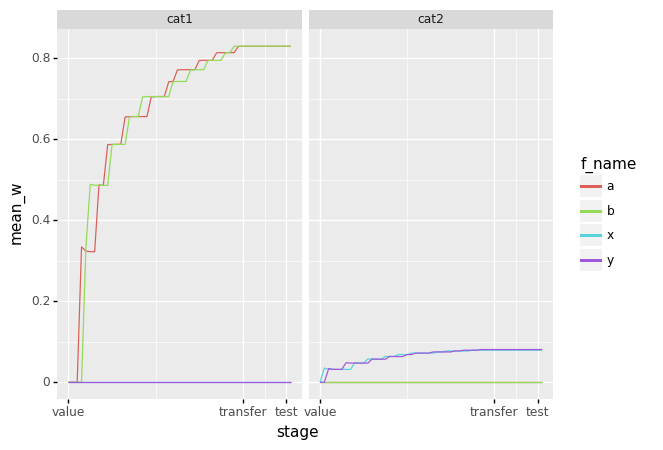 cat1 cat2
0.8
0.6
0.4
0.2
0
mean_w
value transfer test value transfer test
stage
f_name
a
b
x
y